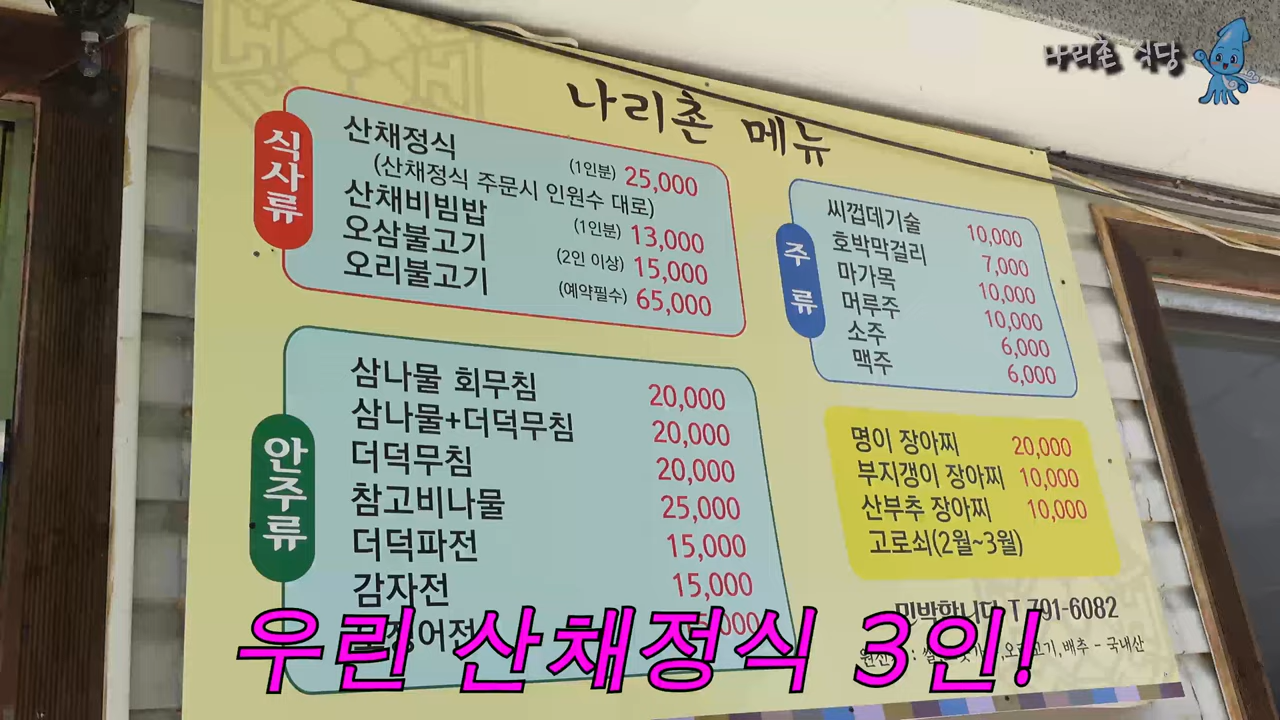 나리촌 식당
나리촌 메뉴
식사류
산채정식 (1인분) 25,000
(산채정식 주문시 인원수 대로)
산채비빔밥 (1인분) 13,000
오삼불고기 (2인 이상) 15,000
오리불고기 (예약필수) 65,000
주류
씨껍데기술 10,000
호박막걸리 7,000
마가목 10,000
머루주 10,000
소주 6,000
맥주 6,000
안주류
삼나물 회무침 20,000
삼나물+더덕무침 20,000
더덕무침 20,000
참고비나물 25,000
더덕파전 15,000
감자전 15,000
명이 장아찌 20,000
부지갱이 장아찌 10,000
산부추 장아찌 10,000
고로쇠(2월~3월)
민박합니다 T.791-6082
배추 - 국내산
우린 산채정식 3인!